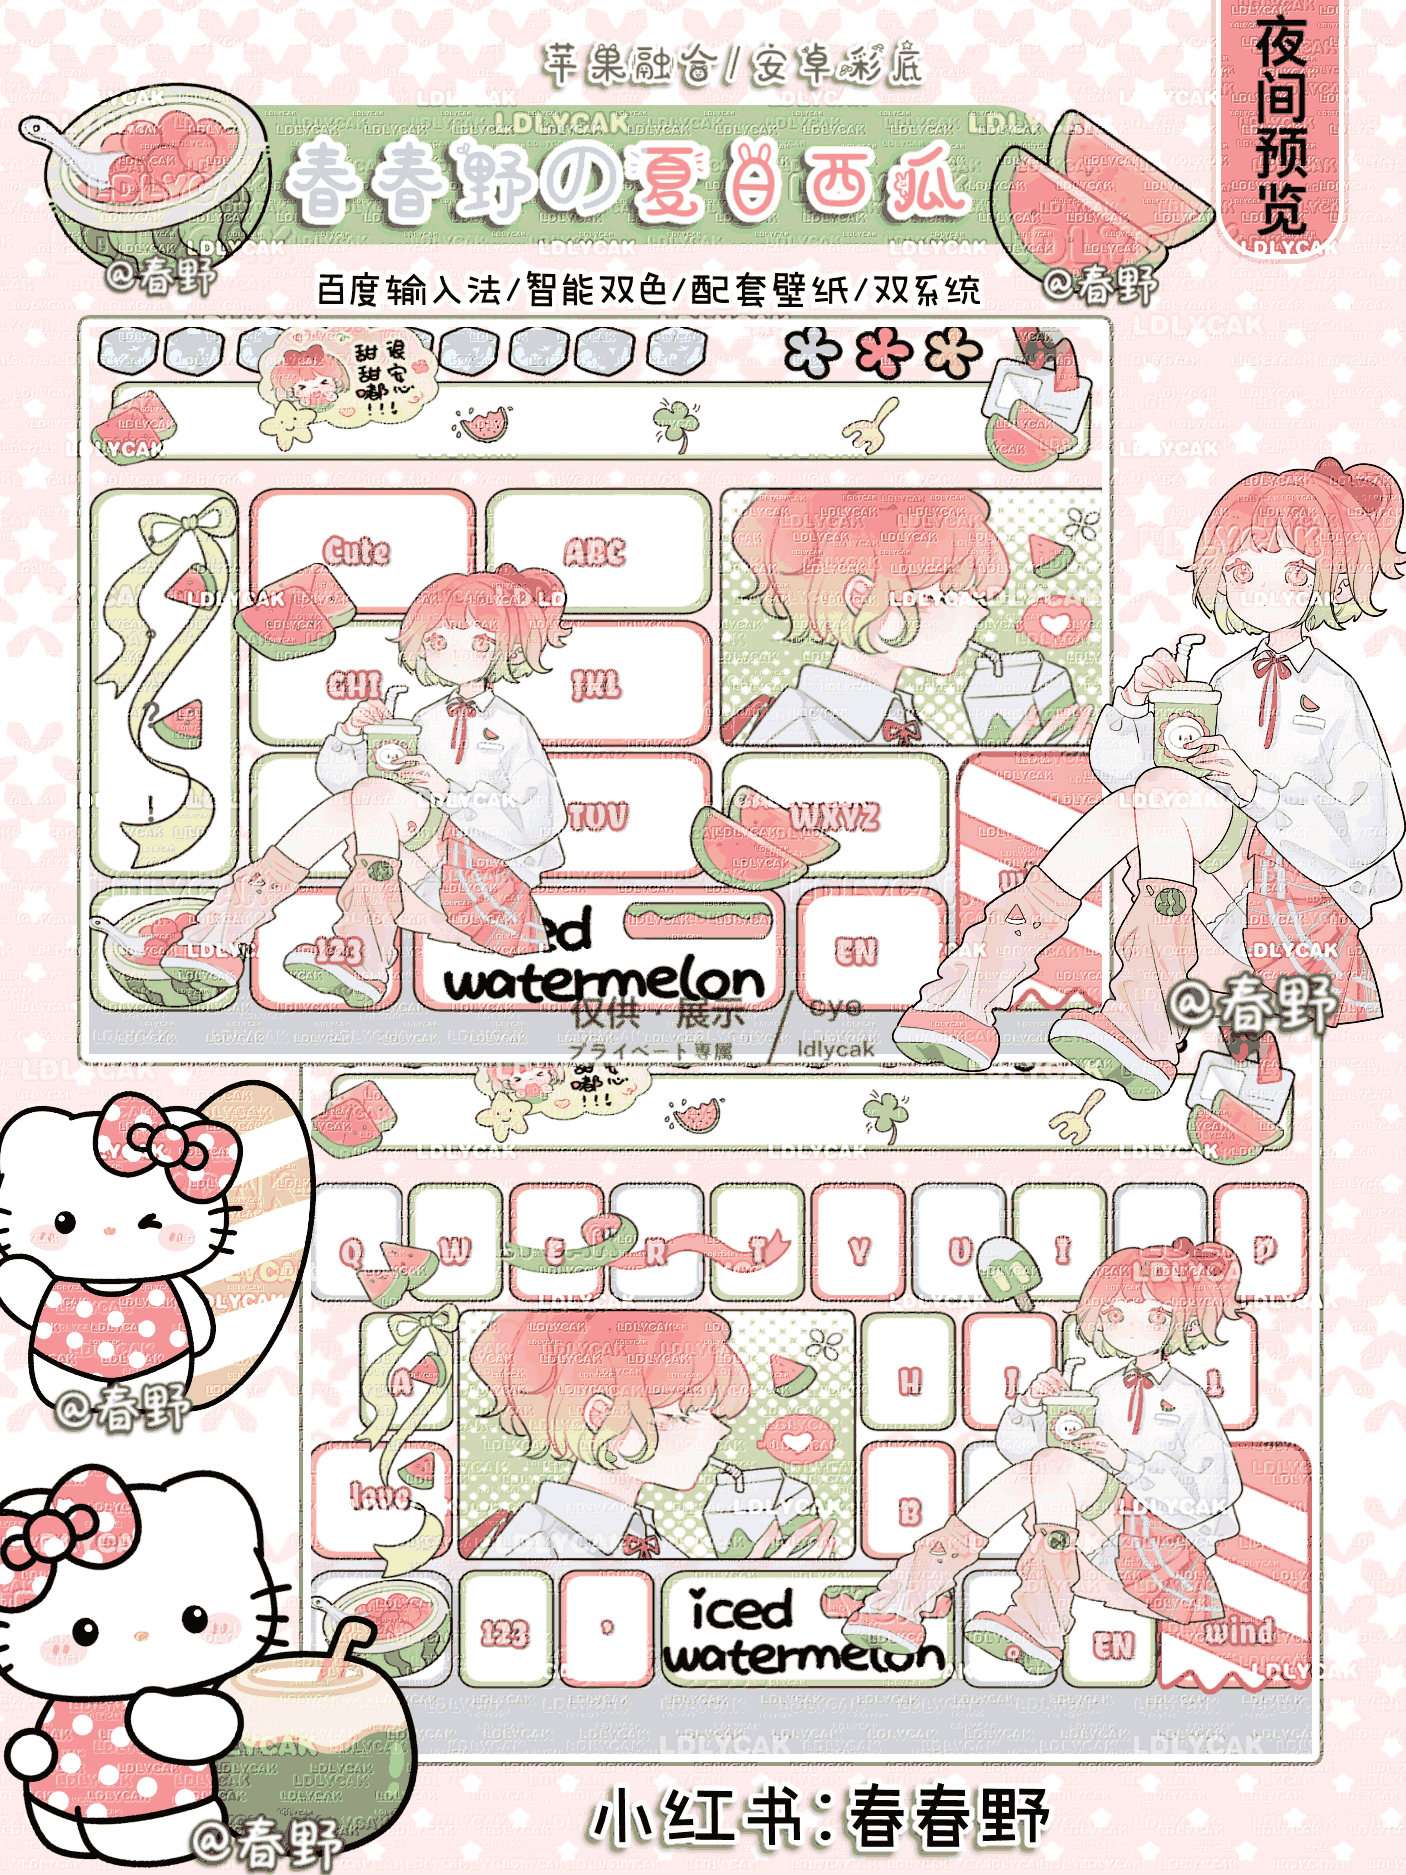 苹果融合/安卓彩底
夜间预览
春春野の夏日西瓜
@春野
@春野
百度输入法/智能双色/配套壁纸/双系统
很安心
甜甜嘟
!!!
Cute
ABC
GHI
JKL
TUV
WXYZ
123
watermelon
EN
仅供 展示
プライベート専属
/
eye
ldlycak
@春野
Q W E R T Y U I P
A H J L
love
B
123
iced
watermelon
EN
wind
@春野
@春野
小红书:春春野
LDLYCAK